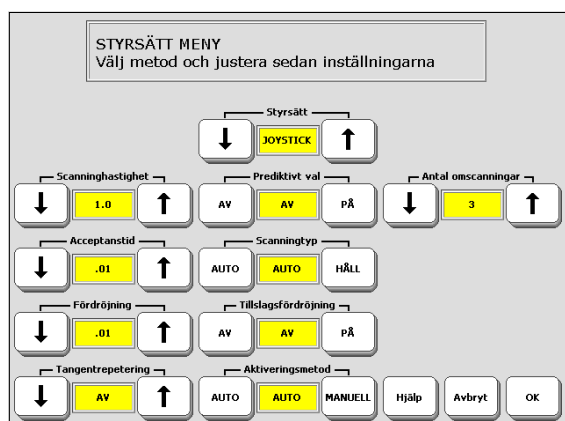 STYRSÄTT MENY
Välj metod och justera sedan inställningarna
Styrsätt
JOYSTICK
Scanninghastighet Prediktivt val Antal omscanningar
1.0 AV AV PÅ 3
Acceptanstid Scanningtyp
.01 AUTO AUTO HÅLL
Fördröjning Tillslagsfördröjning
.01 AV AV PÅ
Tangentrepetering Aktiveringsmetod
AV AUTO AUTO MANUELL Hjälp Avbryt OK